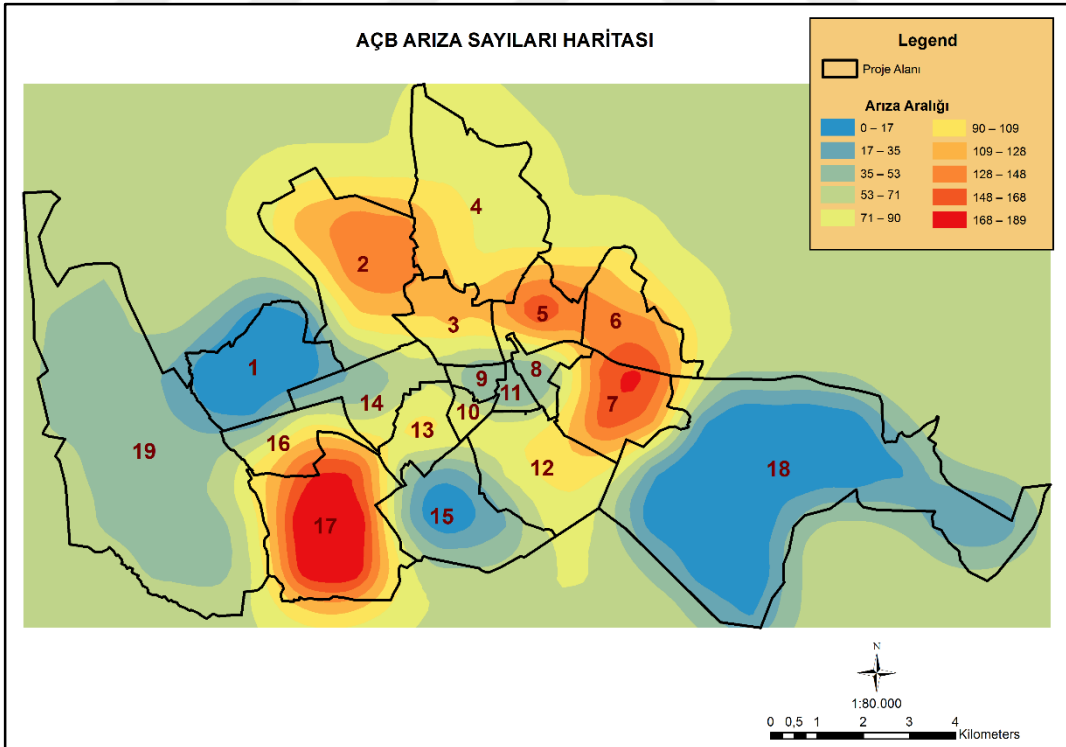 AÇB ARIZA SAYILARI HARİTASI
Legend
Proje Alanı
Arıza Aralığı
0 – 17
17 – 35
35 – 53
53 – 71
71 – 90
90 – 109
109 – 128
128 – 148
148 – 168
168 – 189
4
2
5
6
3
1
8
9
7
11
14
10
13
16
19
12
18
15
17
N
1:80.000
0 0,5 1 2 3 4
Kilometers